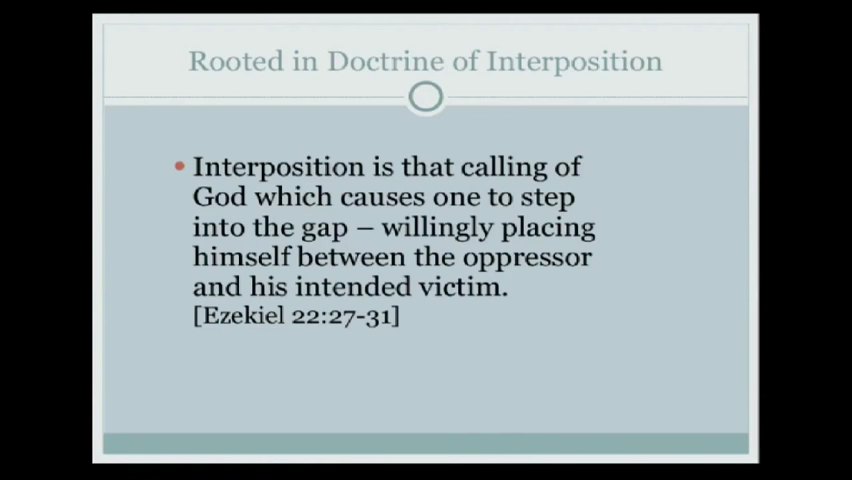 Rooted in Doctrine of Interposition
• Interposition is that calling of
God which causes one to step
into the gap – willingly placing
himself between the oppressor
and his intended victim.
[Ezekiel 22:27-31]